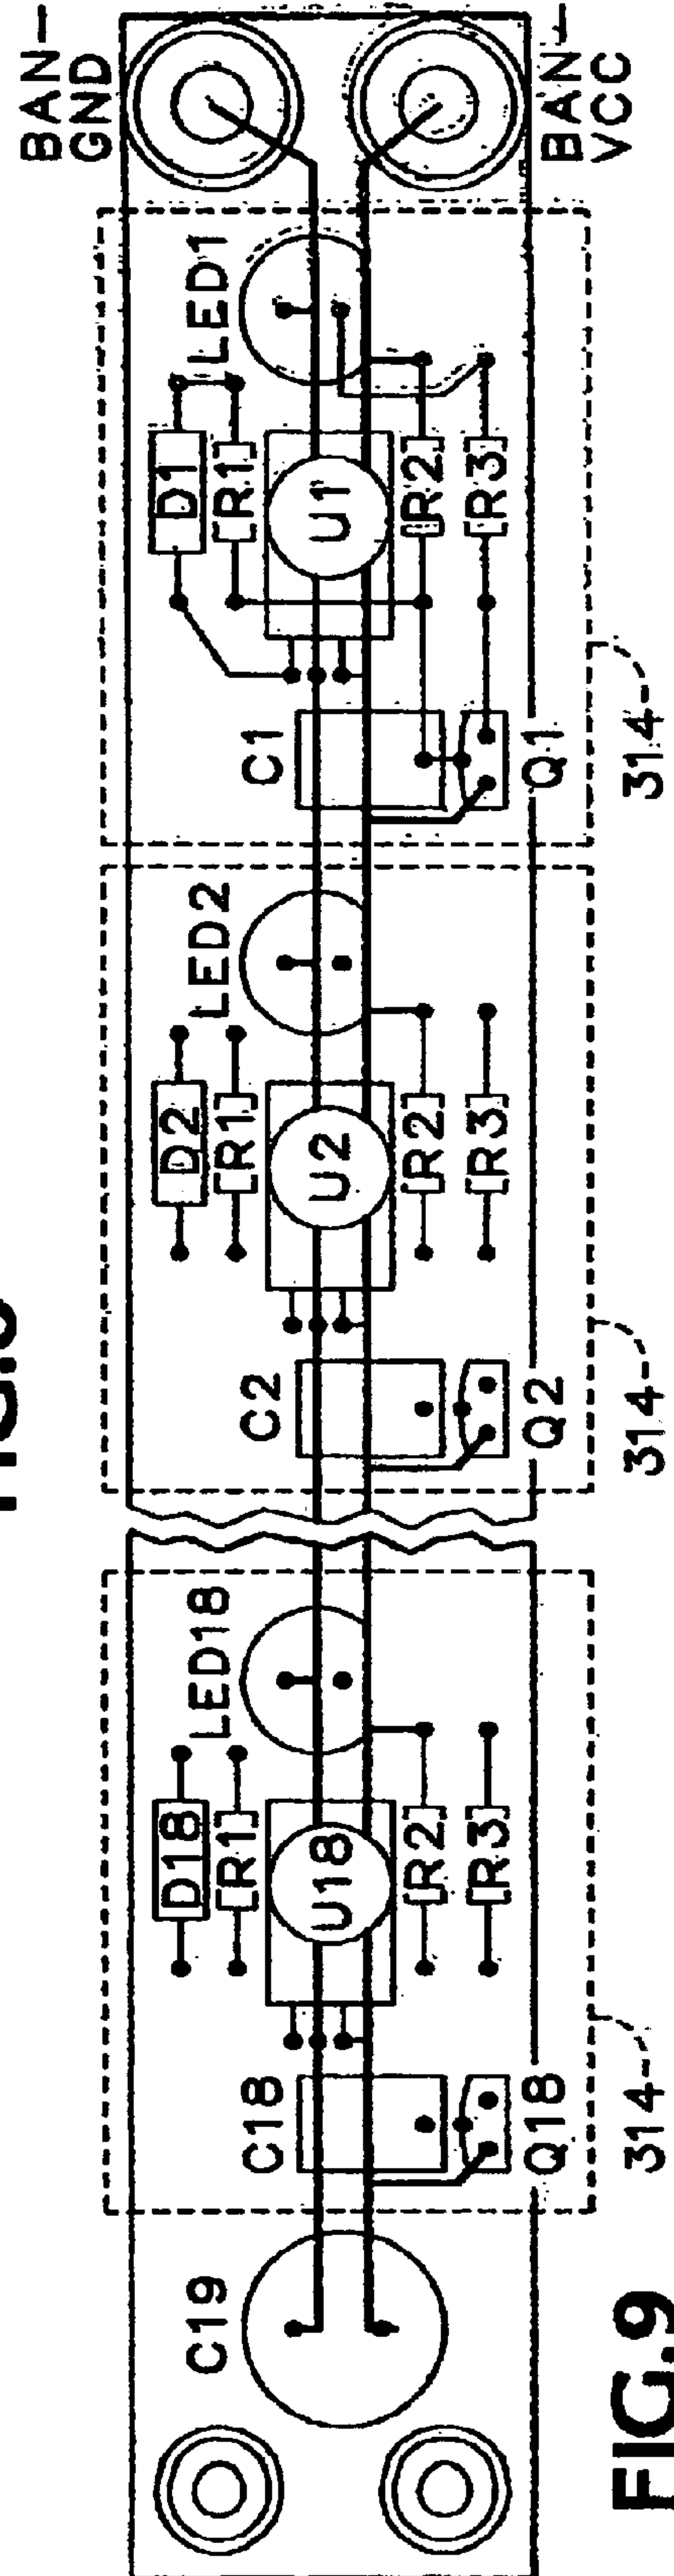 BAN-
GND
BAN-
VCC
LED1
D1
R1
U1
R2
R3
C1
Q1
314
LED2
D2
R1
U2
R2
R3
C2
Q2
314
LED18
D18
R1
U18
R2
R3
C18
Q18
314
C19
FIG.9